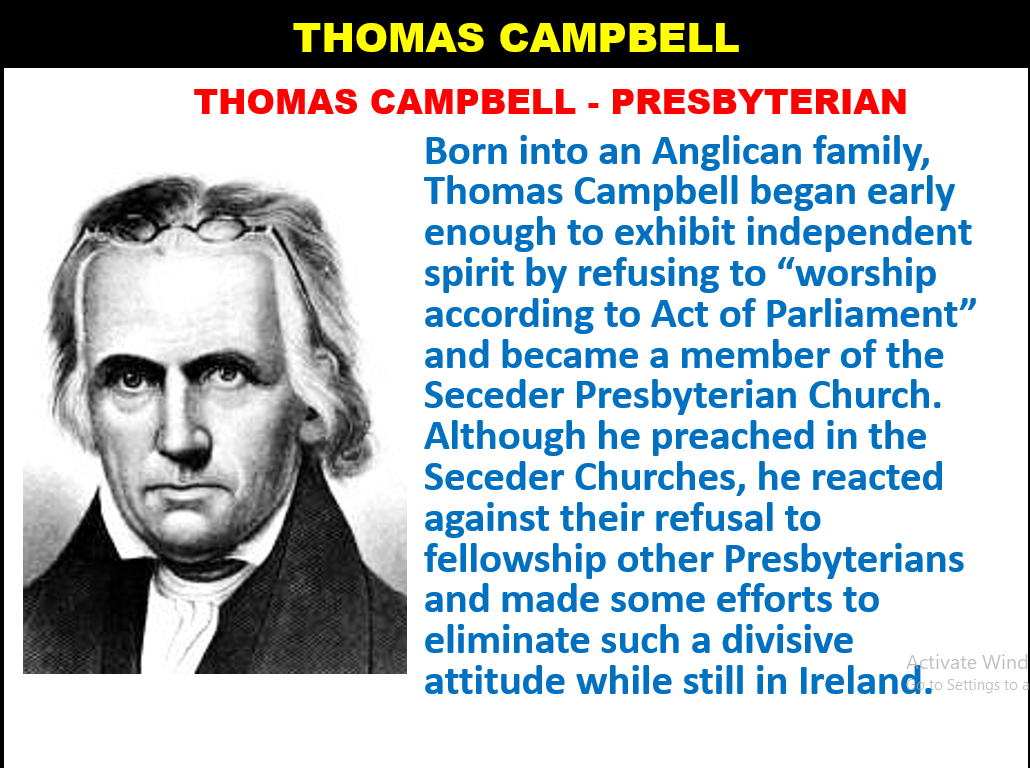 THOMAS CAMPBELL
THOMAS CAMPBELL - PRESBYTERIAN
Born into an Anglican family,
Thomas Campbell began early
enough to exhibit independent
spirit by refusing to “worship
according to Act of Parliament”
and became a member of the
Seceder Presbyterian Church.
Although he preached in the
Seceder Churches, he reacted
against their refusal to
fellowship other Presbyterians
and made some efforts to
eliminate such a divisive
attitude while still in Ireland.
Activate Wind
to Settings to a